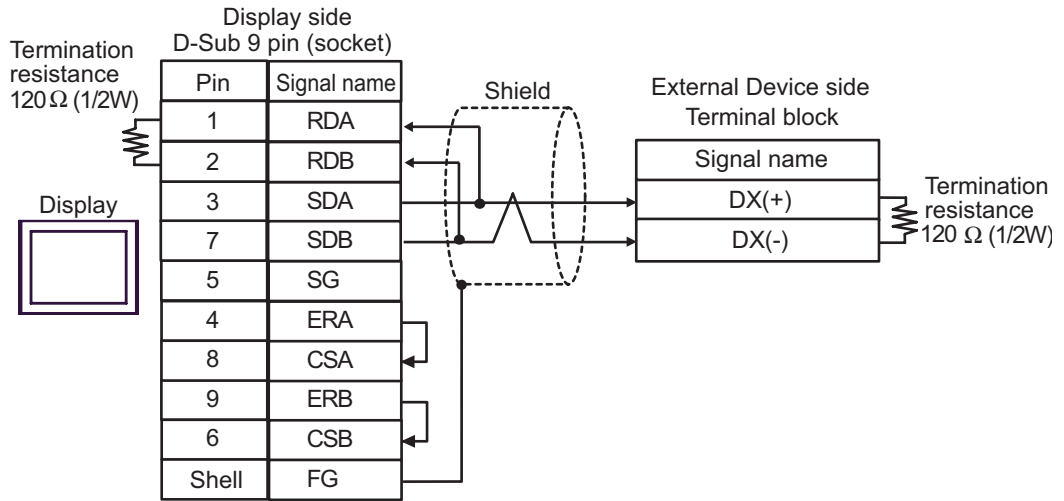 Display side
D-Sub 9 pin (socket)
Termination
resistance
120 Ω (1/2W)
Pin Signal name
1 RDA
2 RDB
3 SDA
7 SDB
5 SG
4 ERA
8 CSA
9 ERB
6 CSB
Shell FG
Display
Shield
External Device side
Terminal block
Signal name
DX(+)
DX(-)
Termination
resistance
120 Ω (1/2W)